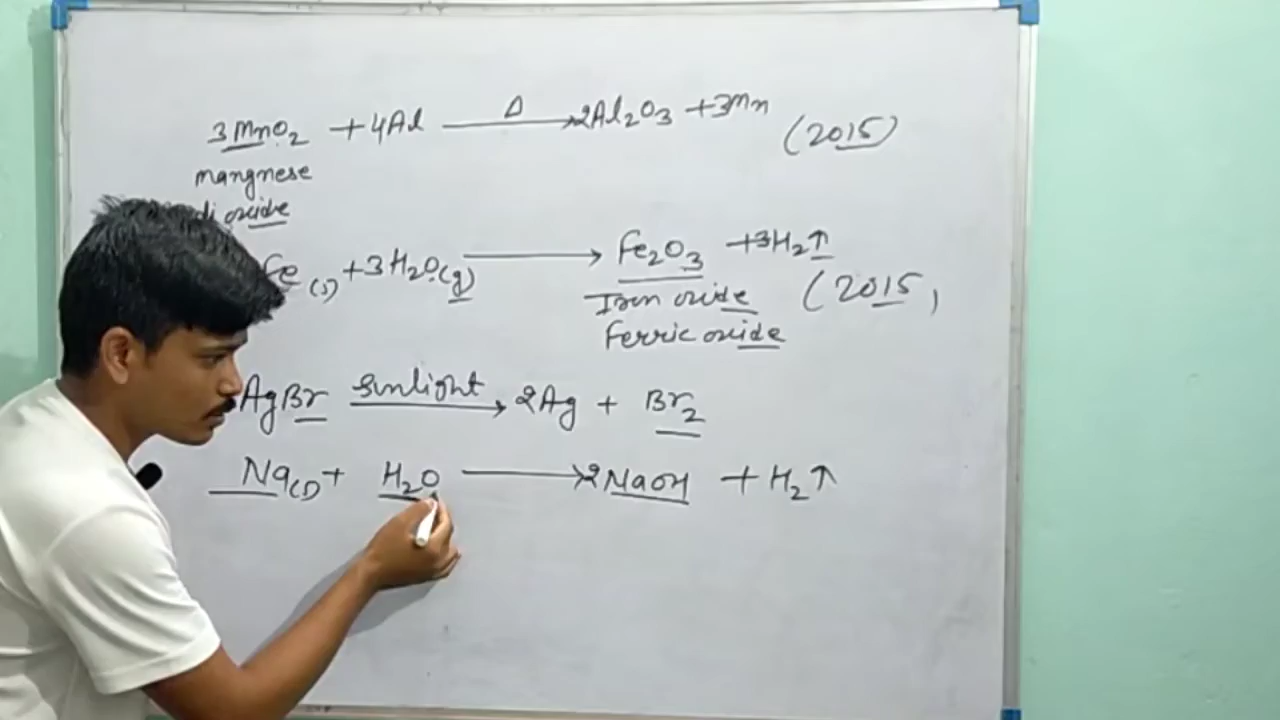 3MnO₂ + 4Al —Δ→ 2Al₂O₃ + 3Mn (2015)
mangnese
di oxide
Fe(s) + 3H₂O(g) ⟶ Fe₂O₃ + 3H₂↑
Iron oxide (2015,
Ferric oxide
AgBr —Sunlight→ 2Ag + Br₂
Na(s) + H₂O ⟶ 2NaOH + H₂↑